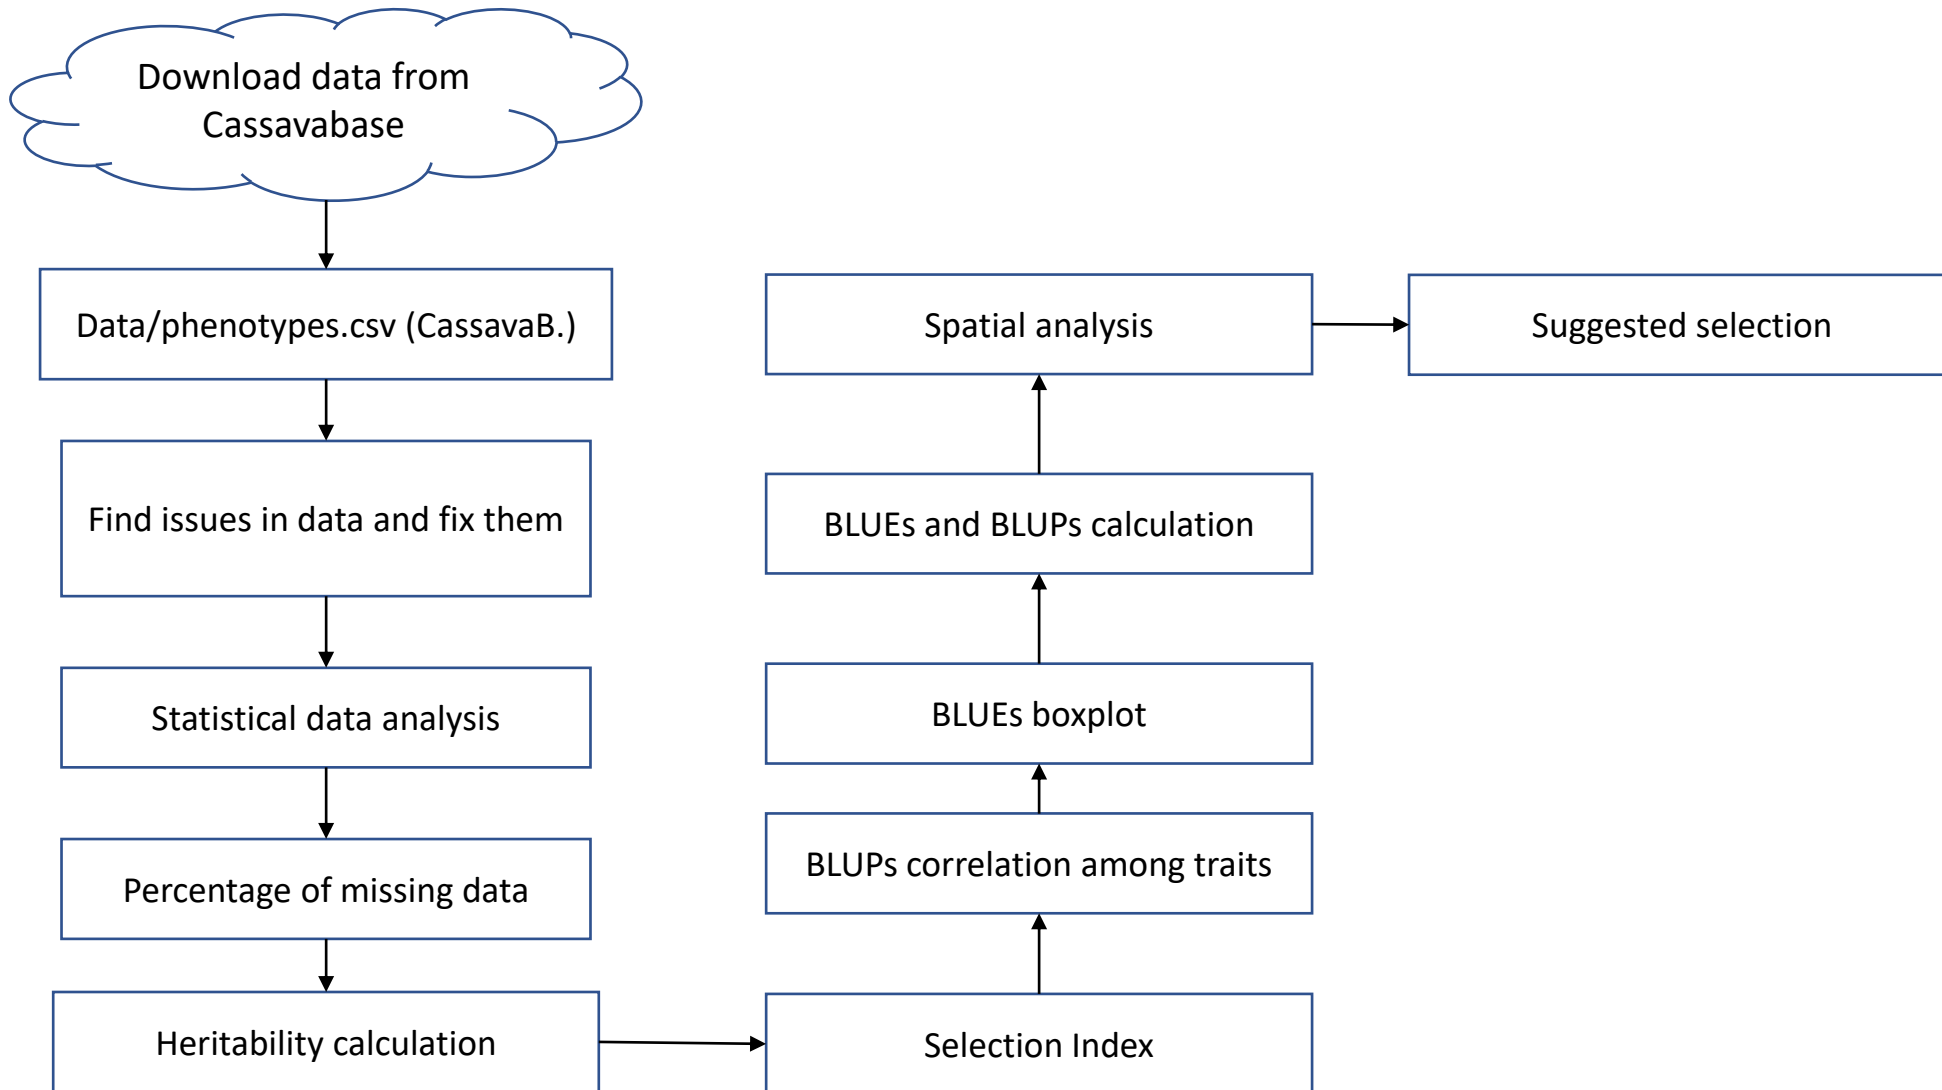 Download data from
Cassavabase
Data/phenotypes.csv (CassavaB.)
Find issues in data and fix them
Statistical data analysis
Percentage of missing data
Heritability calculation
Selection Index
BLUPs correlation among traits
BLUEs boxplot
BLUEs and BLUPs calculation
Spatial analysis
Suggested selection